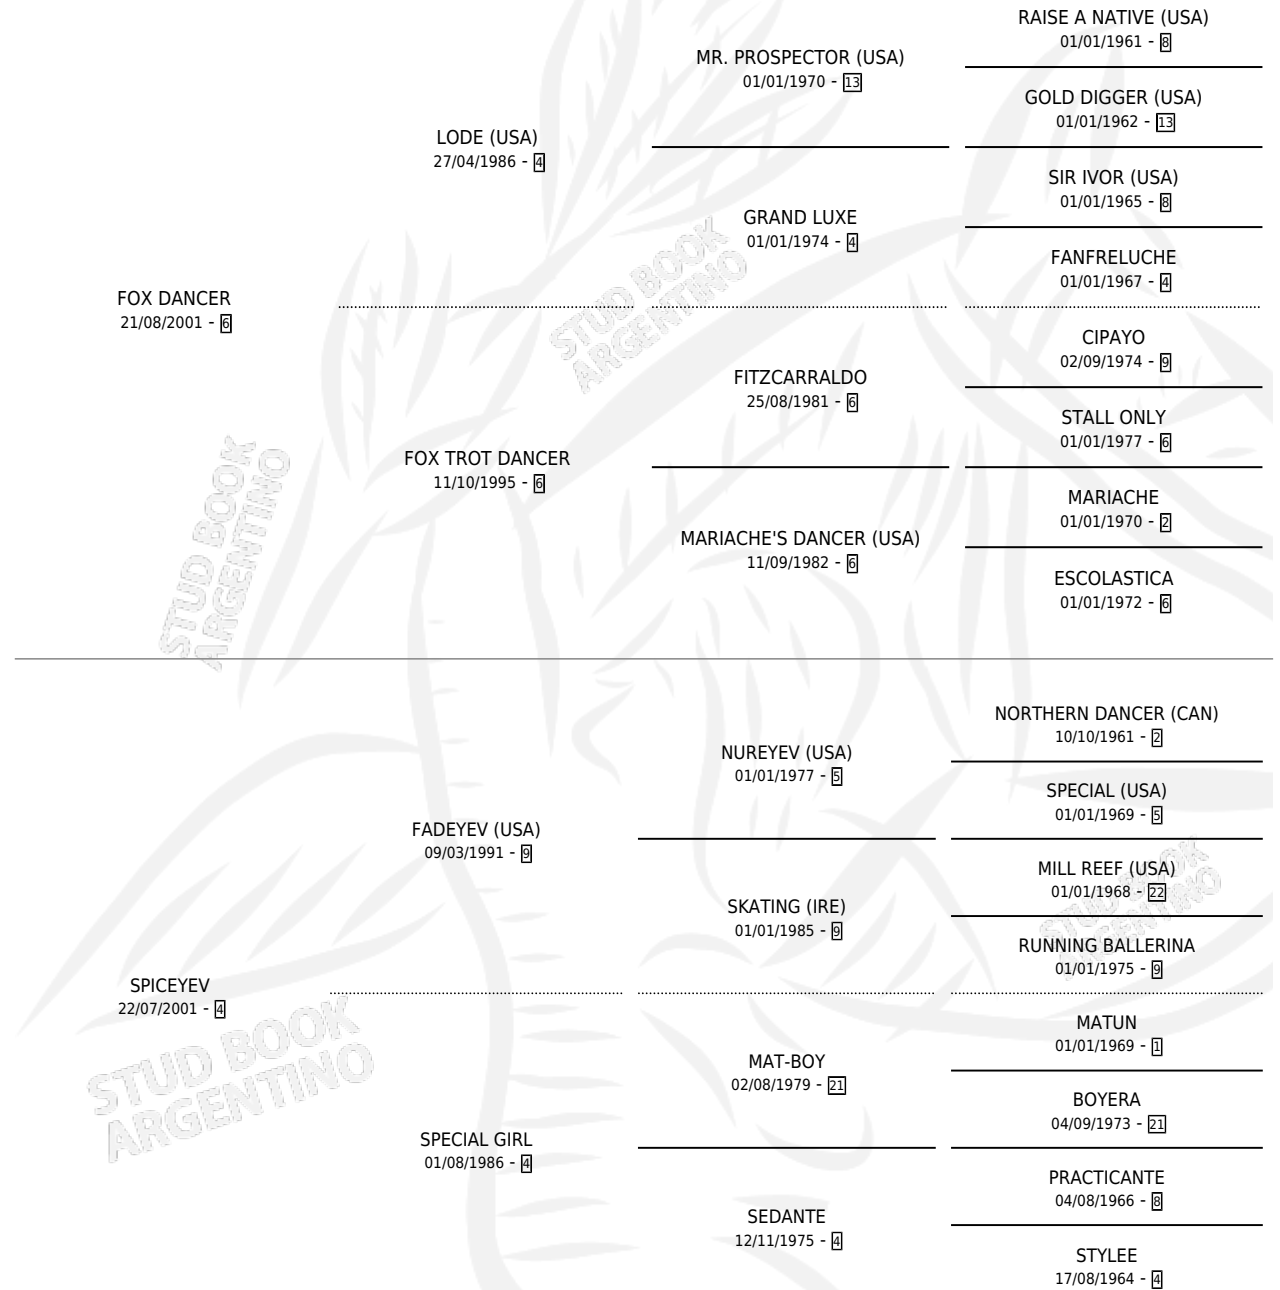 RAISE A NATIVE (USA)
01/01/1961 - 8
MR. PROSPECTOR (USA)
01/01/1970 - 13
GOLD DIGGER (USA)
01/01/1962 - 13
LODE (USA)
27/04/1986 - 4
SIR IVOR (USA)
01/01/1965 - 8
GRAND LUXE
01/01/1974 - 4
FANFRELUCHE
01/01/1967 - 4
FOX DANCER
21/08/2001 - 6
STUD BOOK
ARGENTINO
CIPAYO
02/09/1974 - 9
FITZCARRALDO
25/08/1981 - 6
STALL ONLY
01/01/1977 - 6
FOX TROT DANCER
11/10/1995 - 6
MARIACHE
01/01/1970 - 2
MARIACHE'S DANCER (USA)
11/09/1982 - 6
ESCOLASTICA
01/01/1972 - 6
STUD BOOK
ARGENTINO
NORTHERN DANCER (CAN)
10/10/1961 - 2
NUREYEV (USA)
01/01/1977 - 5
SPECIAL (USA)
01/01/1969 - 5
FADEYEV (USA)
09/03/1991 - 9
MILL REEF (USA)
01/01/1968 - 22
SKATING (IRE)
01/01/1985 - 9
RUNNING BALLERINA
01/01/1975 - 9
STUD BOOK
ARGENTINO
SPICEYEV
22/07/2001 - 4
MATUN
01/01/1969 - 1
MAT-BOY
02/08/1979 - 21
BOYERA
04/09/1973 - 21
STUD BOOK
ARGENTINO
SPECIAL GIRL
01/08/1986 - 4
PRACTICANTE
04/08/1966 - 8
SEDANTE
12/11/1975 - 4
STYLEE
17/08/1964 - 4